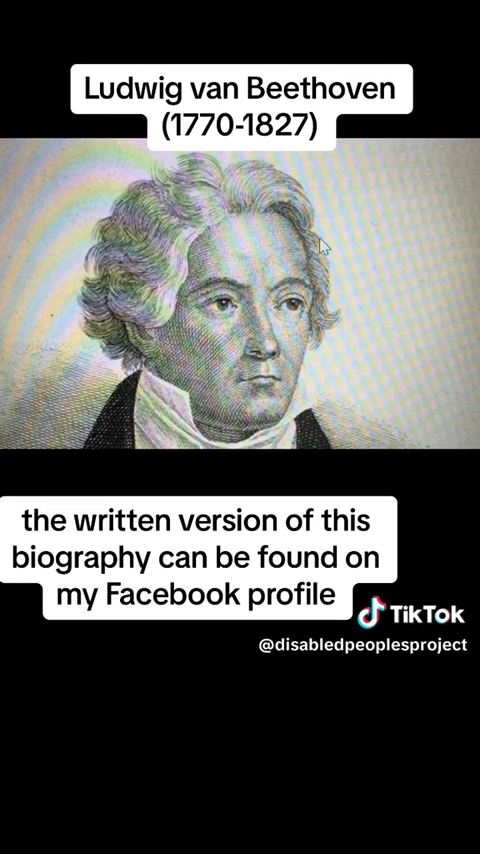 Ludwig van Beethoven
(1770-1827)
the written version of this
biography can be found on
my Facebook profile
TikTok
@disabledpeoplesproject